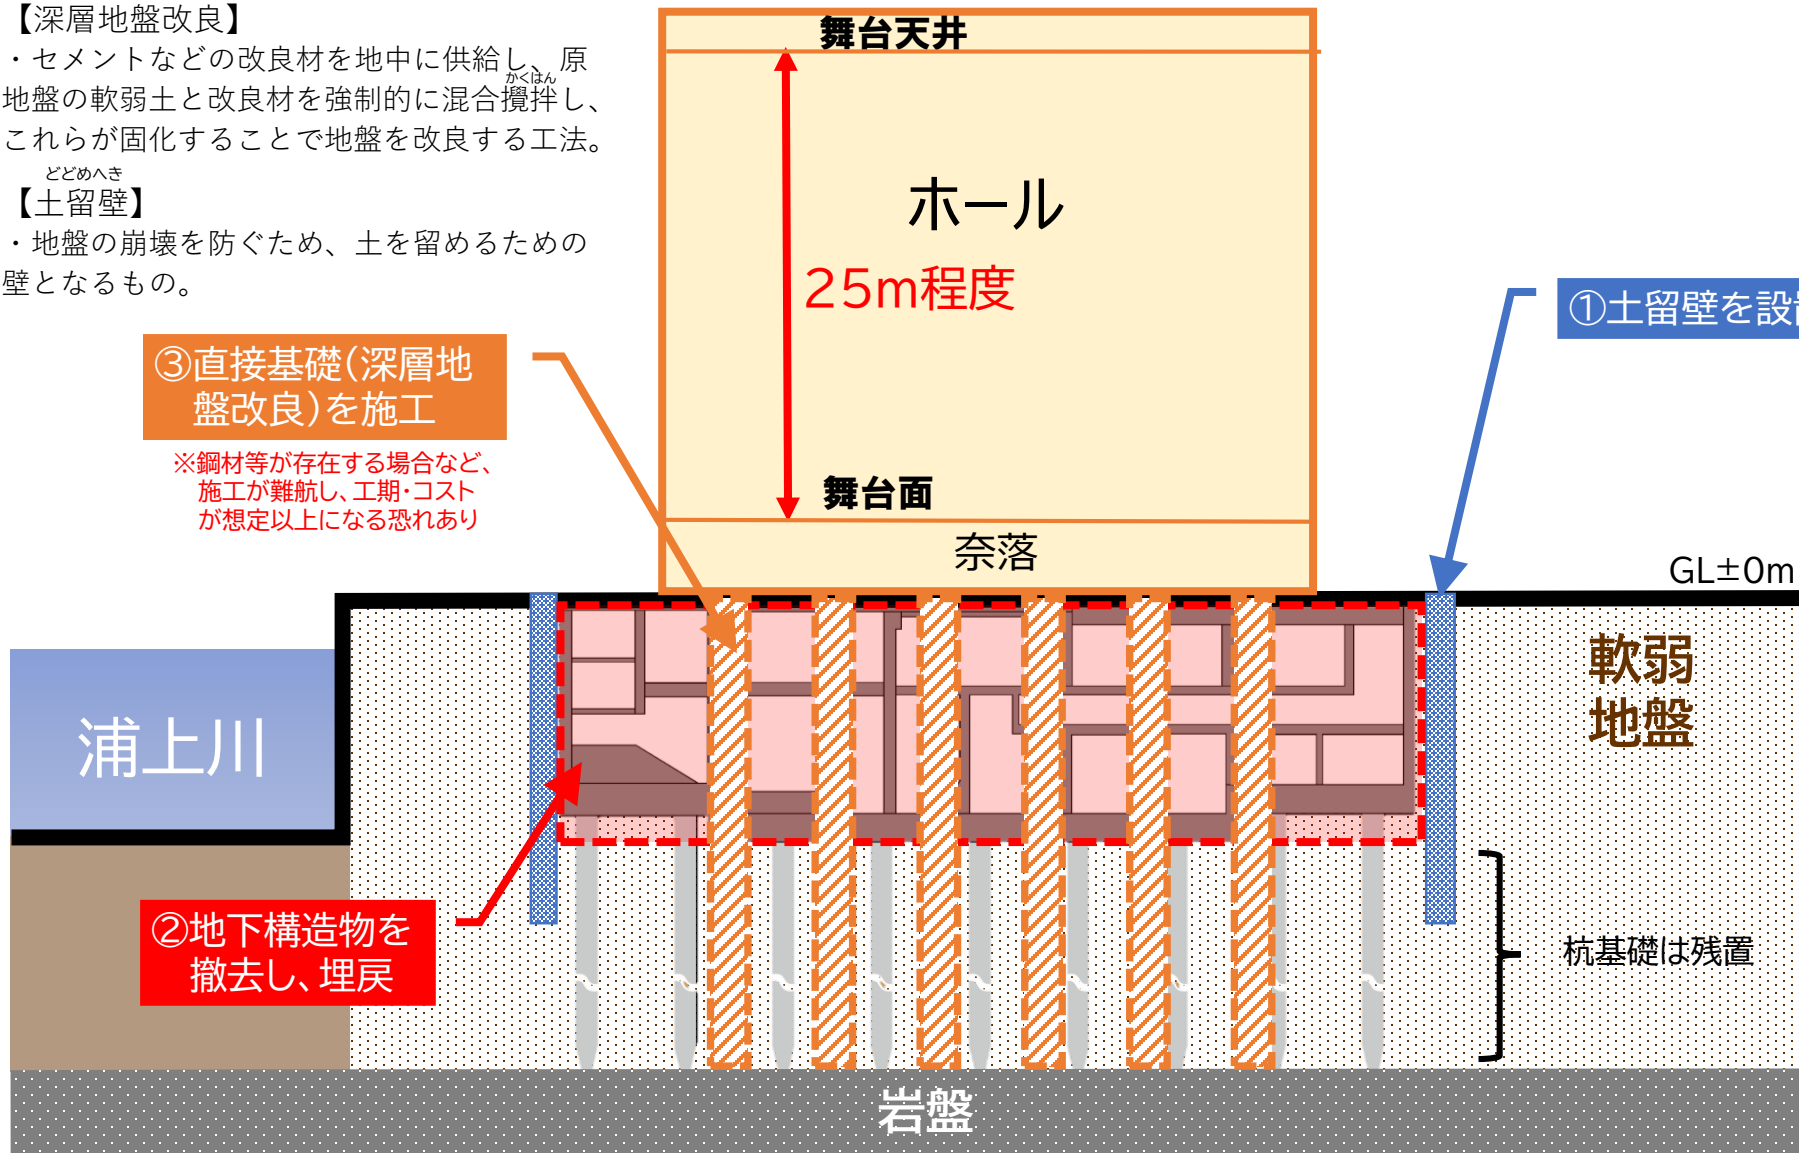 【深層地盤改良】
・セメントなどの改良材を地中に供給し、原
かくはん
地盤の軟弱土と改良材を強制的に混合攪拌し、
これらが固化することで地盤を改良する工法。
どどめへき
【土留壁】
・地盤の崩壊を防ぐため、土を留めるための
壁となるもの。
舞台天井
ホール
25m程度
①土留壁を設
③直接基礎(深層地
盤改良)を施工
※鋼材等が存在する場合など、
施工が難航し、工期・コスト
が想定以上になる恐れあり
舞台面
奈落
GL±0m
軟弱
地盤
浦上川
②地下構造物を
撤去し、埋戻
杭基礎は残置
岩盤